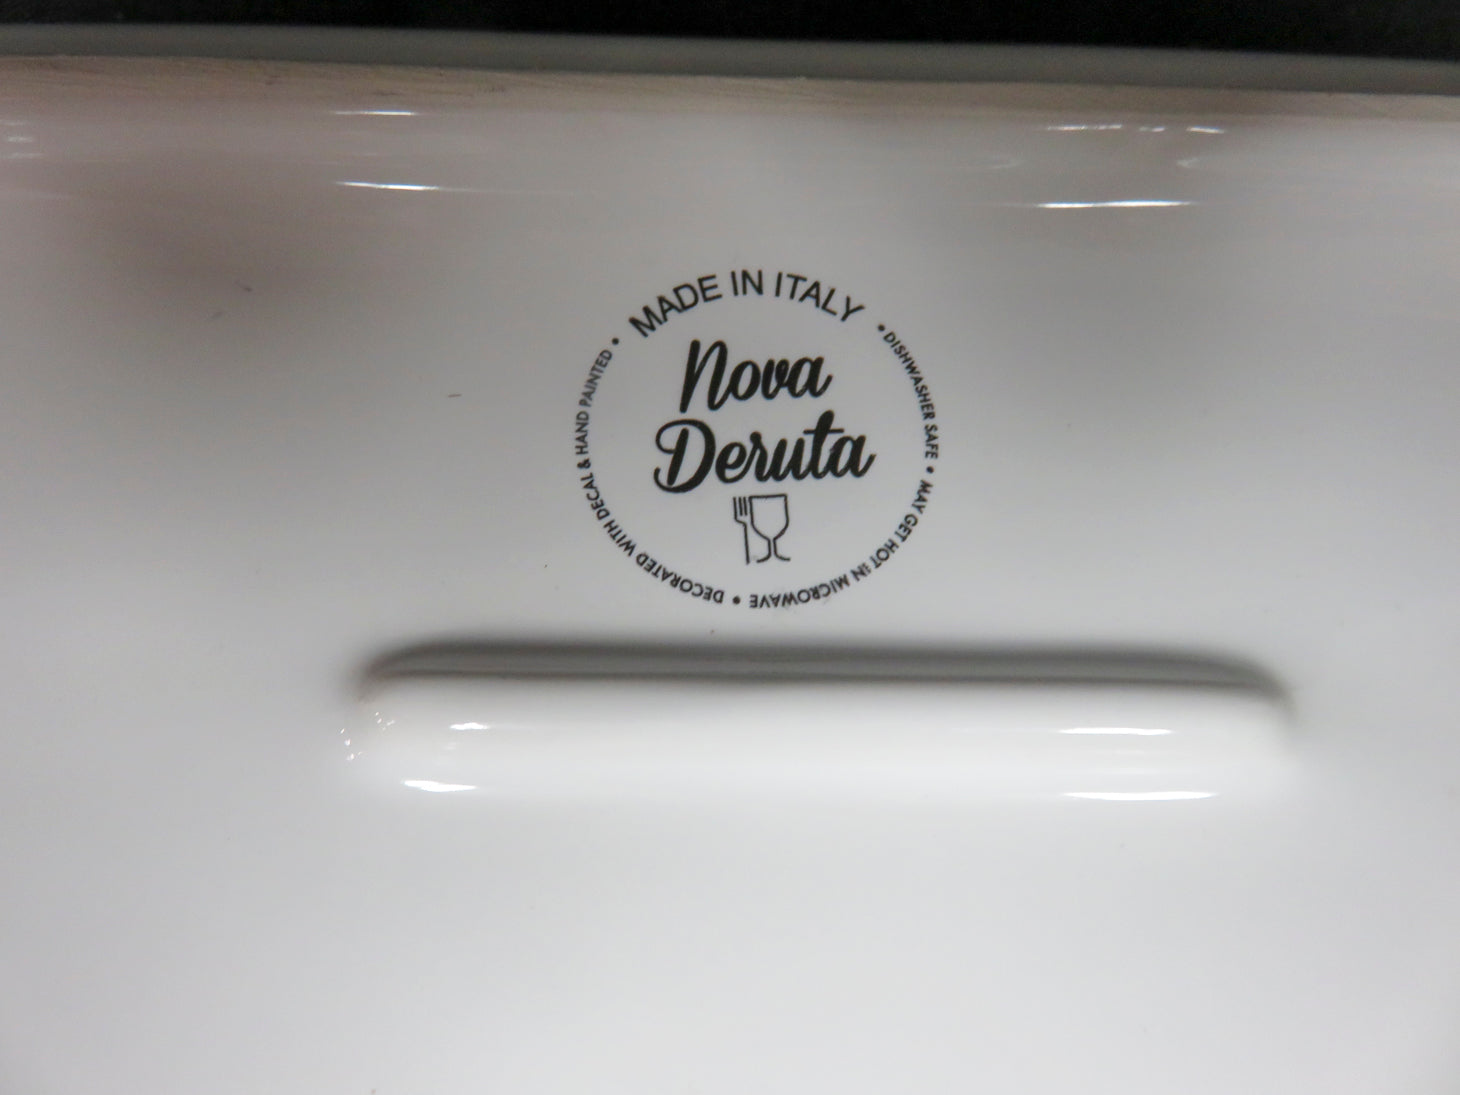 MADE IN ITALY
• DISHWASHER SAFE • MAY GET HOT IN MICROWAVE • DECORATED WITH DECAL & HAND PAINTED •
Nova
Deruta